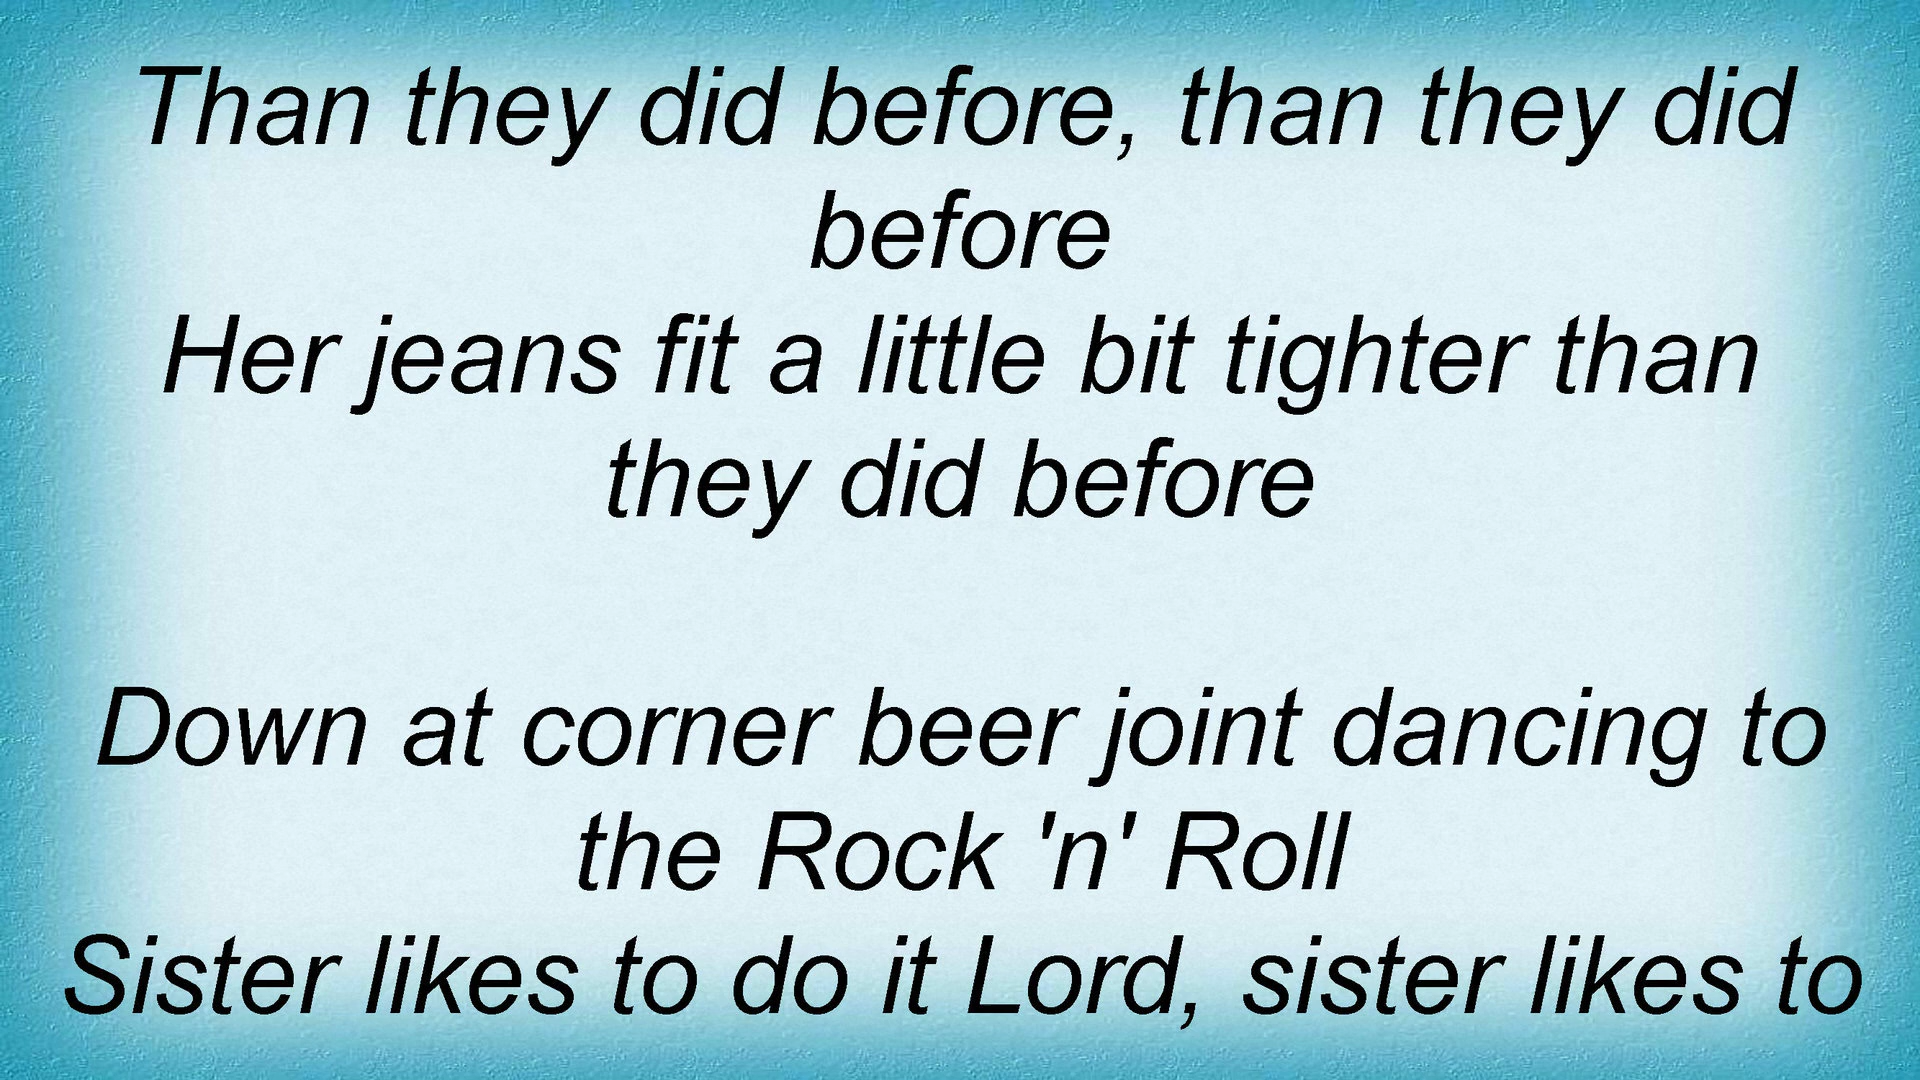 Than they did before, than they did
before
Her jeans fit a little bit tighter than
they did before
Down at corner beer joint dancing to
the Rock 'n' Roll
Sister likes to do it Lord, sister likes to